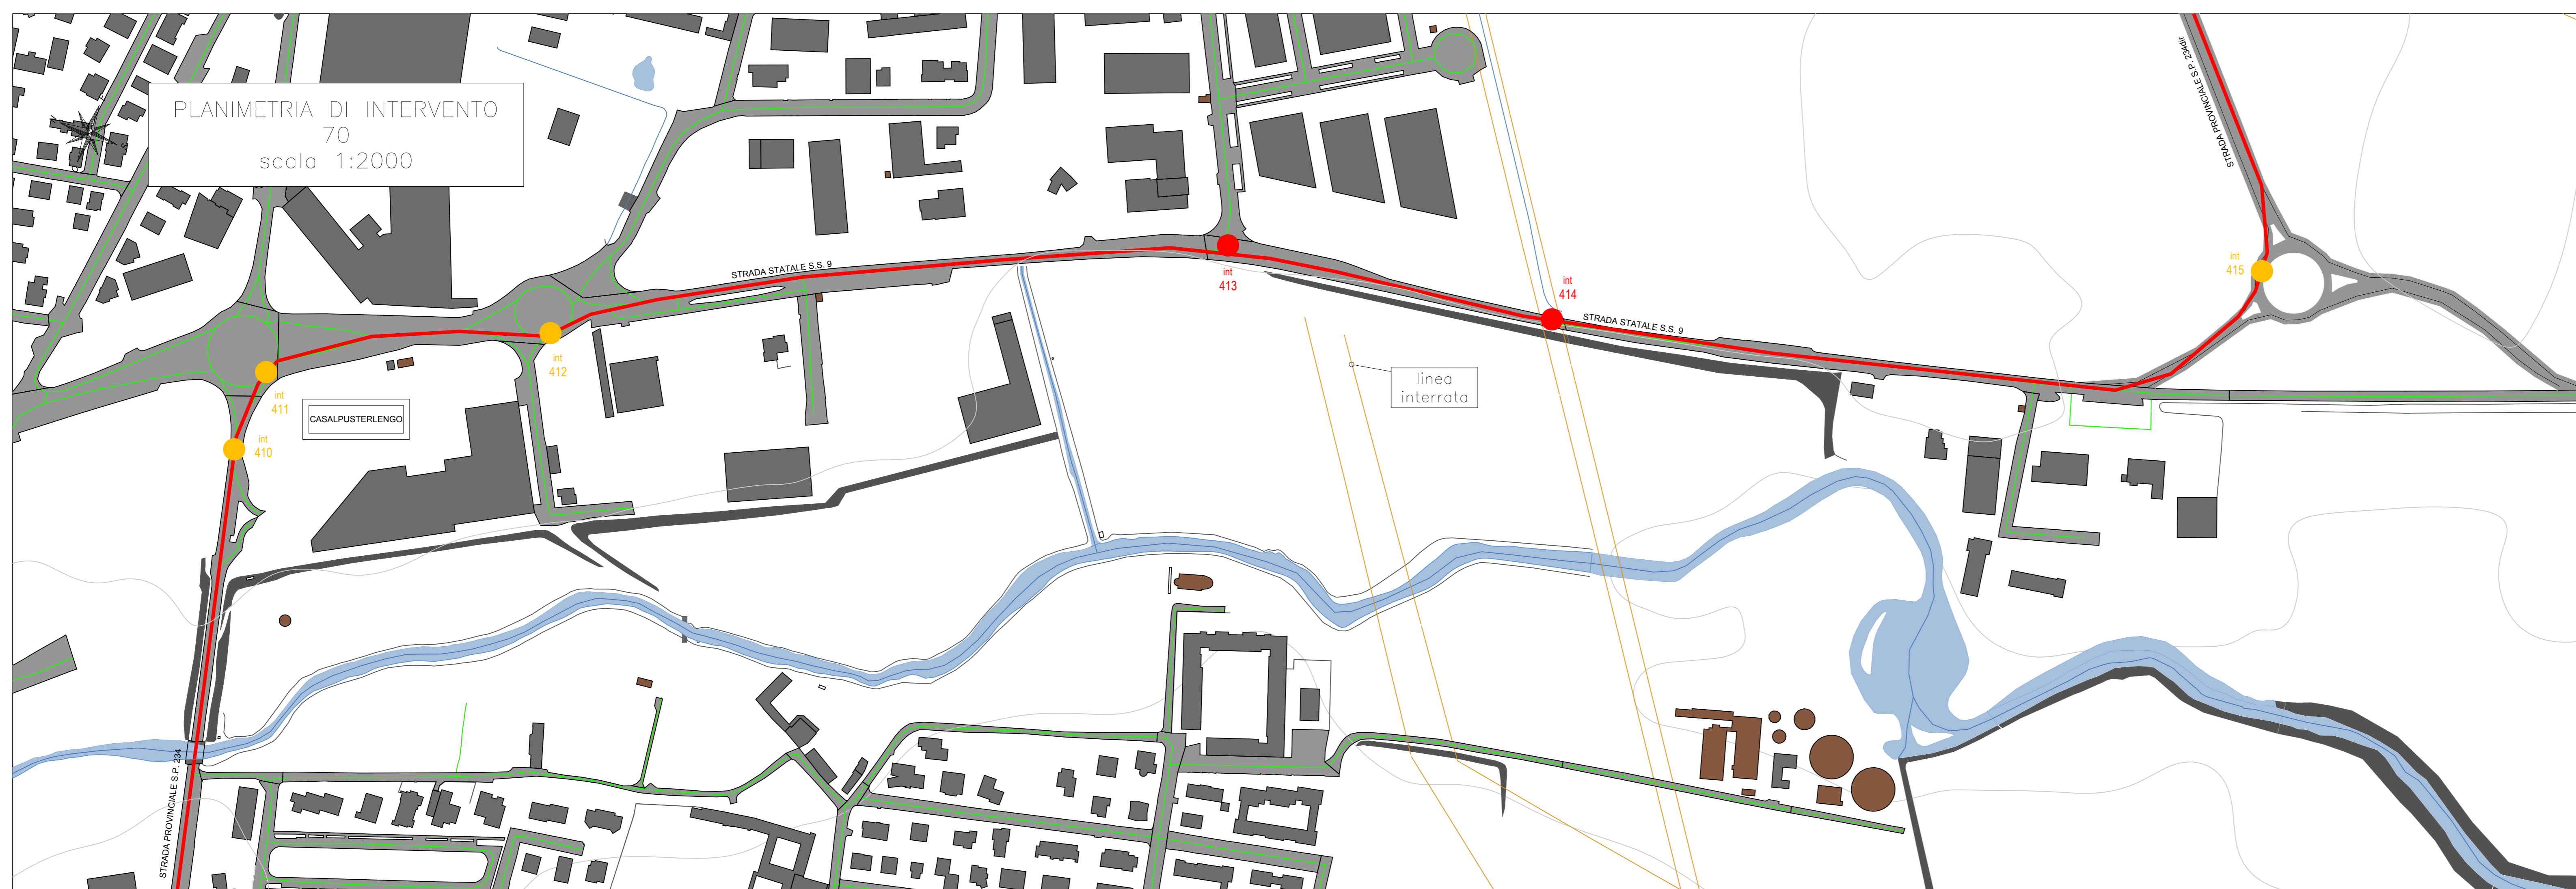 PLANIMETRIA DI INTERVENTO
70
scala 1:2000
STRADA PROVINCIALE S.P. 234dir
STRADA STATALE S.S. 9
int
413
int
414
int
415
STRADA STATALE S.S. 9
int
412
int
411
linea
interrata
CASALPUSTERLENGO
int
410
STRADA PROVINCIALE S.P. 234